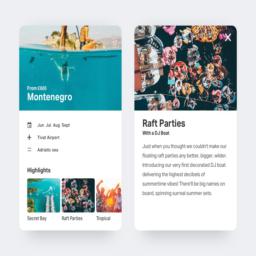 From £665
Montenegro
Jun Jul Aug Sept
Tivat Airport
Adriatic sea
Highlights
Secret Bay
Raft Parties
Tropical
Raft Parties
With a DJ Boat
Just when you thought we couldn't make our
floating raft parties any better, bigger, wilder.
Introducing our very first decorated DJ boat
delivering the highest decibels of
summertime vibes! There'll be big names on
board, spinning surreal summer sets.